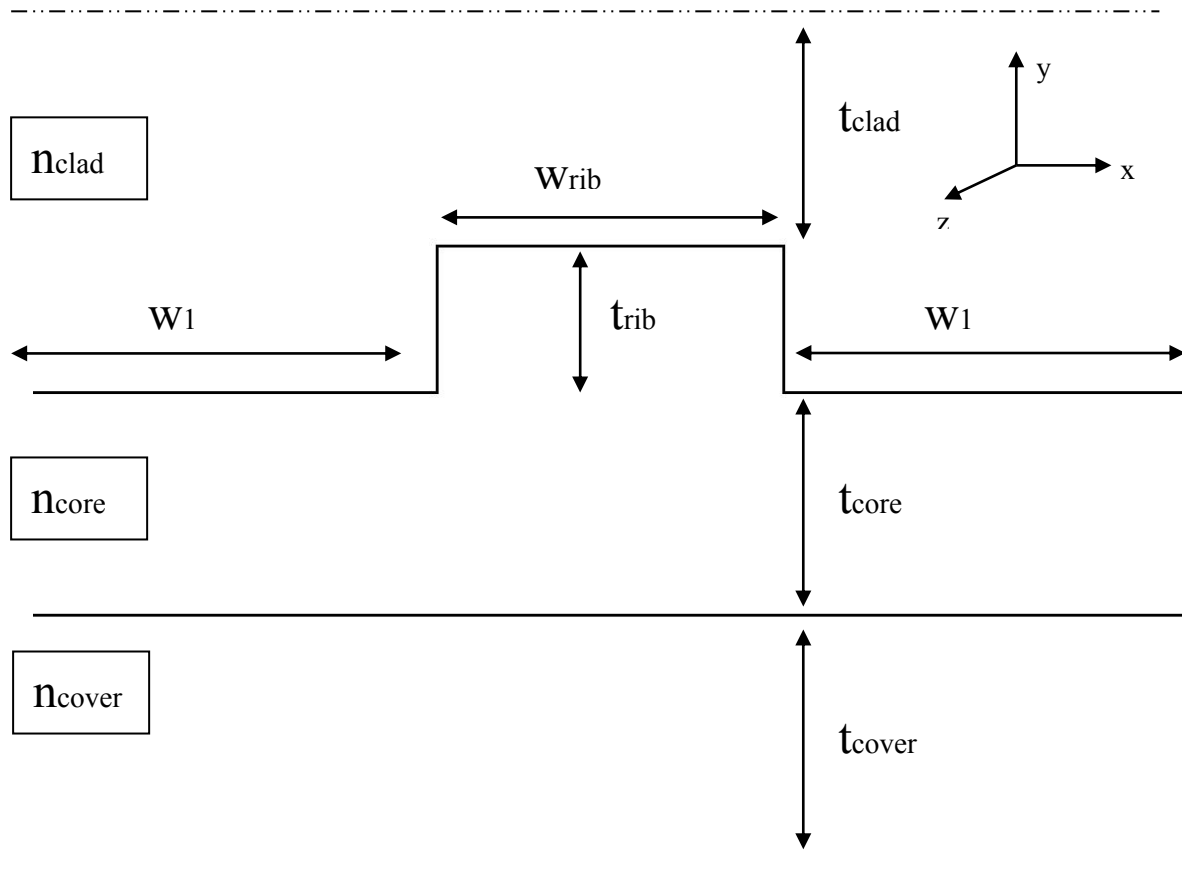 y
tclad
nclad
x
wrib
z
w1
trib
w1
ncore
tcore
ncover
tcover